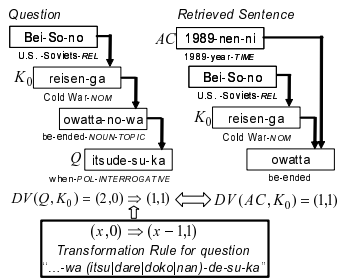 Question
Retrieved Sentence
Bei-So-no
AC 1989-nen-ni
U.S. -Soviets-REL
1989-year-TIME
K0 reisen-ga
Bei-So-no
Cold War-NOM
U.S. -Soviets-REL
owatta-no-wa
K0 reisen-ga
be-ended-NOUN-TOPIC
Cold War-NOM
Q itsude-su-ka
owatta
when-POL-INTERROGATIVE
be-ended
DV(Q, K0) = (2,0) ⇒ (1,1) ⇔ DV(AC, K0) = (1,1)
(x,0) ⇒ (x−1,1)
Transformation Rule for question
"...-wa (itsu|dare|doko|nan)-de-su-ka"